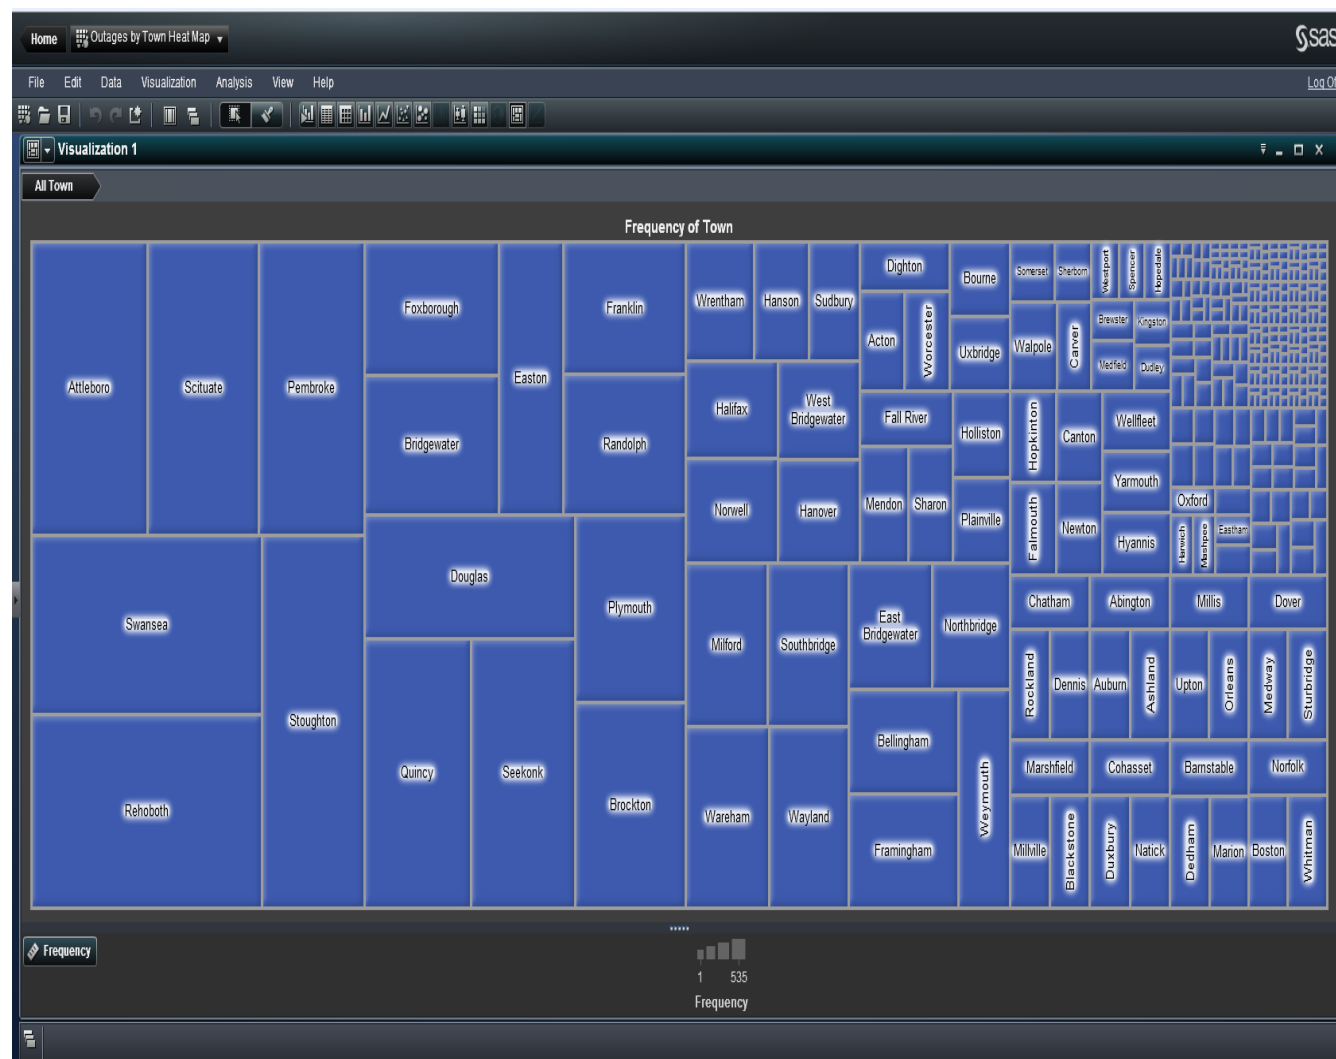 Home
Outages by Town Heat Map
sas
File Edit Data Visualization Analysis View Help
Log Of
Visualization 1
All Town
Frequency of Town
Attleboro
Scituate
Pembroke
Swansea
Rehoboth
Stoughton
Foxborough
Bridgewater
Easton
Franklin
Randolph
Douglas
Plymouth
Quincy
Seekonk
Brockton
Wrentham
Hanson
Sudbury
Halifax
West
Bridgewater
Norwell
Hanover
Dighton
Acton
Worcester
Fall River
Mendon
Sharon
Bourne
Uxbridge
Holliston
Plainville
Milford
Southbridge
East
Bridgewater
Northbridge
Wareham
Wayland
Bellingham
Framingham
Weymouth
Somerset
Sherborn
Walpole
Carver
Westport
Spencer
Hopedale
Brewster
Kingston
Medfield
Dudley
Hopkinton
Canton
Wellfleet
Yarmouth
Falmouth
Newton
Hyannis
Oxford
Harwich
Mashpee
Eastham
Chatham
Abington
Millis
Dover
Rockland
Dennis
Auburn
Ashland
Upton
Orleans
Medway
Sturbridge
Marshfield
Cohasset
Barnstable
Norfolk
Millville
Blackstone
Duxbury
Natick
Dedham
Marion
Boston
Whitman
Frequency
1 535
Frequency